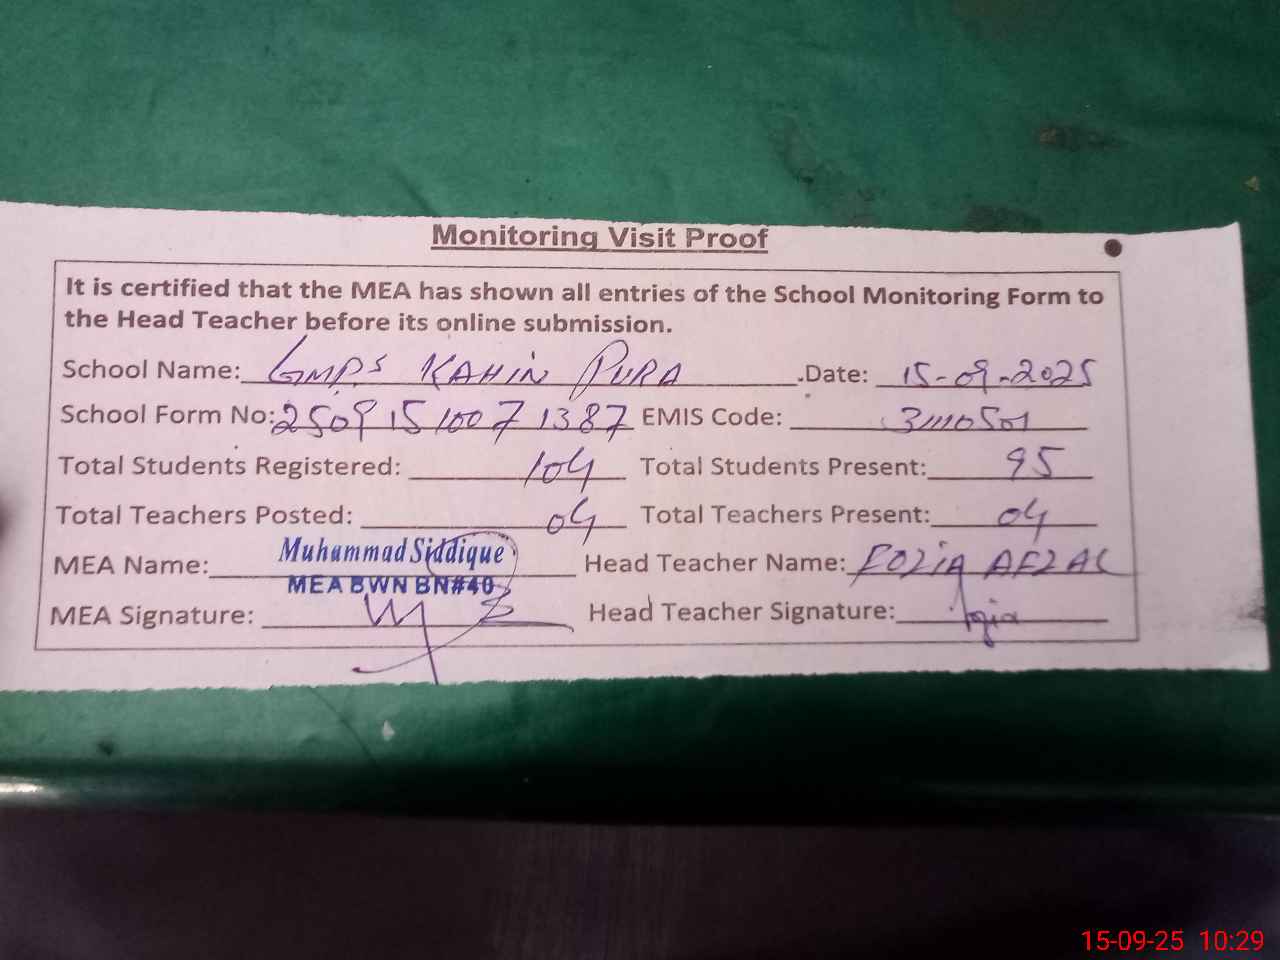 Monitoring Visit Proof
It is certified that the MEA has shown all entries of the School Monitoring Form to
the Head Teacher before its online submission.
School Name: GMPS KAHIN PURA .Date: 15-09-2025
School Form No: 2509151007 1387 EMIS Code: 31110501
Total Students Registered: 104 Total Students Present: 95
Total Teachers Posted: 04 Total Teachers Present: 04
MEA Name: Muhammad Siddique Head Teacher Name: FOZIA AFZAL
MEA BWN BN#40
MEA Signature: Head Teacher Signature: fozia
15-09-25 10:29